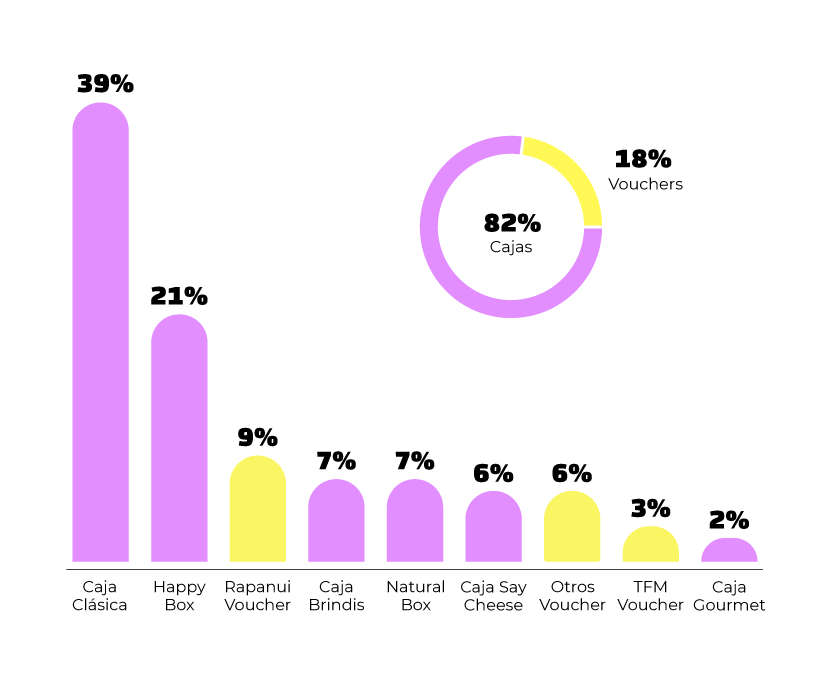 39%
21%
9%
7%
7%
6%
6%
3%
2%
18%
Vouchers
82%
Cajas
Caja
Clásica
Happy
Box
Rapanui
Voucher
Caja
Brindis
Natural
Box
Caja Say
Cheese
Otros
Voucher
TFM
Voucher
Caja
Gourmet